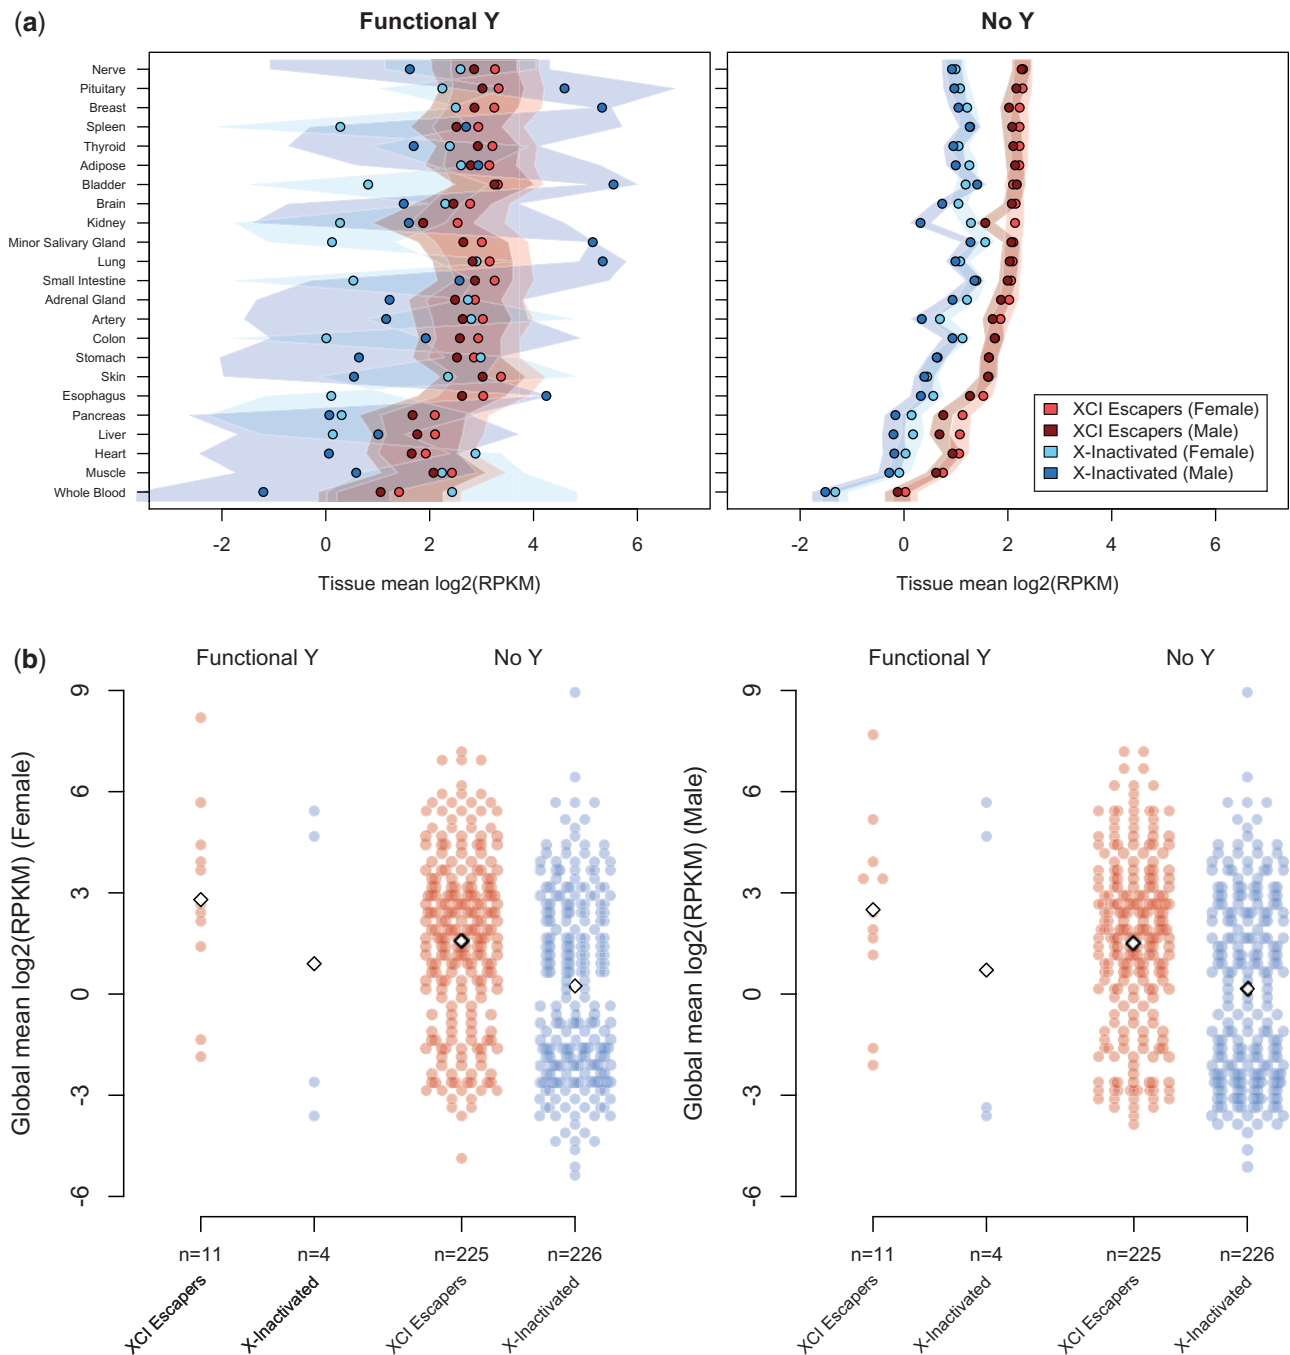 (a)
Functional Y
No Y
Nerve
Pituitary
Breast
Spleen
Thyroid
Adipose
Bladder
Brain
Kidney
Minor Salivary Gland
Lung
Small Intestine
Adrenal Gland
Artery
Colon
Stomach
Skin
Esophagus
Pancreas
Liver
Heart
Muscle
Whole Blood
XCI Escapers (Female)
XCI Escapers (Male)
X-Inactivated (Female)
X-Inactivated (Male)
-2 0 2 4 6
-2 0 2 4 6
Tissue mean log2(RPKM)
Tissue mean log2(RPKM)
(b)
Functional Y No Y
Functional Y No Y
Global mean log2(RPKM) (Female)
9
6
3
0
-3
-6
n=11 n=4 n=225 n=226
XCI Escapers
X-Inactivated
XCI Escapers
X-Inactivated
Global mean log2(RPKM) (Male)
9
6
3
0
-3
-6
n=11 n=4 n=225 n=226
XCI Escapers
X-Inactivated
XCI Escapers
X-Inactivated